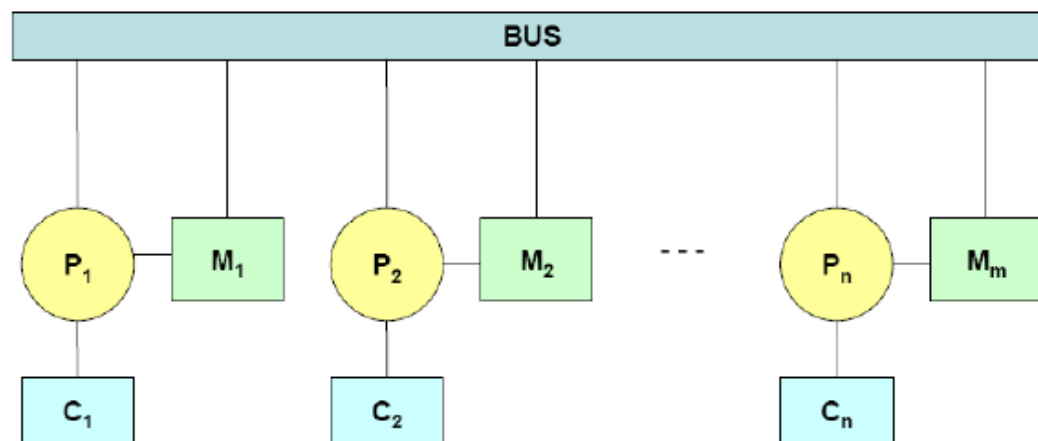 BUS
P₁ M₁ P₂ M₂ - - - Pₙ Mₘ
C₁ C₂ Cₙ